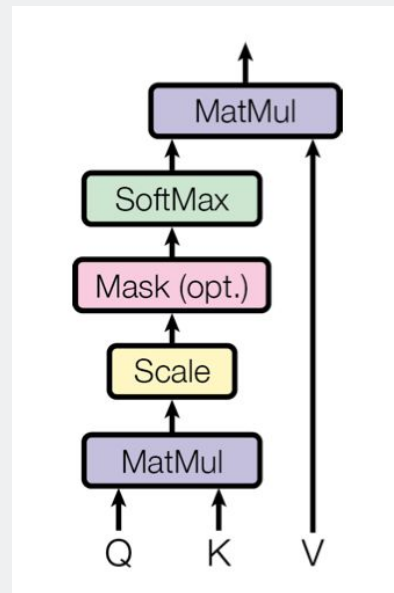 MatMul
SoftMax
Mask (opt.)
Scale
MatMul
Q K V